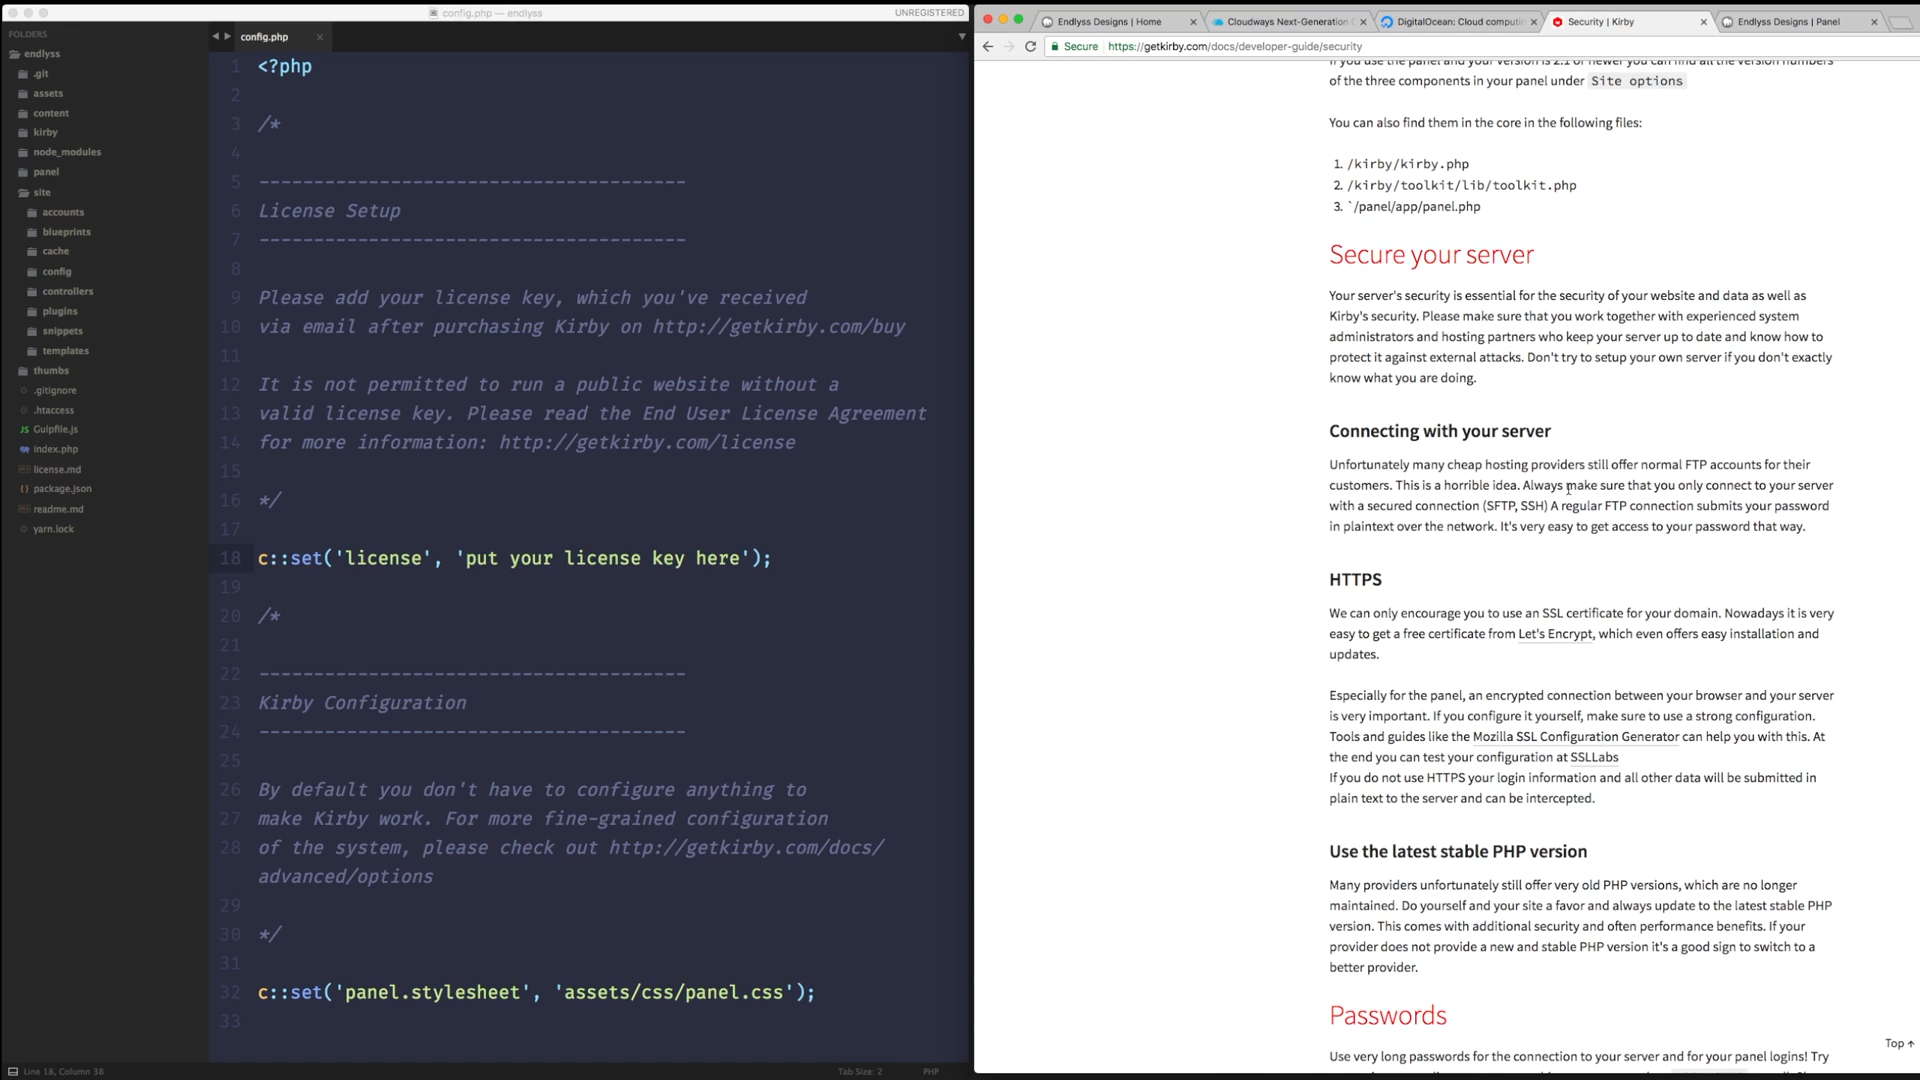 config.php — endlyss
UNREGISTERED
FOLDERS
endlyss
.git
assets
content
kirby
node_modules
panel
site
accounts
blueprints
cache
config
controllers
plugins
snippets
templates
thumbs
.gitignore
.htaccess
JS Gulpfile.js
index.php
license.md
package.json
readme.md
yarn.lock
config.php
1 <?php
2
3 /*
4
5 ---------------------------------------
6 License Setup
7 ---------------------------------------
8
9 Please add your license key, which you've received
10 via email after purchasing Kirby on http://getkirby.com/buy
11
12 It is not permitted to run a public website without a
13 valid license key. Please read the End User License Agreement
14 for more information: http://getkirby.com/license
15
16 */
17
18 c::set('license', 'put your license key here');
19
20 /*
21
22 ---------------------------------------
23 Kirby Configuration
24 ---------------------------------------
25
26 By default you don't have to configure anything to
27 make Kirby work. For more fine-grained configuration
28 of the system, please check out http://getkirby.com/docs/
advanced/options
29
30 */
31
32 c::set('panel.stylesheet', 'assets/css/panel.css');
33
Line 18, Column 38
Tab Size: 2
PHP
Endlyss Designs | Home
Cloudways Next-Generation C
DigitalOcean: Cloud computin
Security | Kirby
Endlyss Designs | Panel
Secure
https://getkirby.com/docs/developer-guide/security
If you use the panel and your version is 2.1 or newer you can find all the version numbers
of the three components in your panel under Site options
You can also find them in the core in the following files:
1. /kirby/kirby.php
2. /kirby/toolkit/lib/toolkit.php
3. `/panel/app/panel.php
Secure your server
Your server's security is essential for the security of your website and data as well as
Kirby's security. Please make sure that you work together with experienced system
administrators and hosting partners who keep your server up to date and know how to
protect it against external attacks. Don't try to setup your own server if you don't exactly
know what you are doing.
Connecting with your server
Unfortunately many cheap hosting providers still offer normal FTP accounts for their
customers. This is a horrible idea. Always make sure that you only connect to your server
with a secured connection (SFTP, SSH) A regular FTP connection submits your password
in plaintext over the network. It's very easy to get access to your password that way.
HTTPS
We can only encourage you to use an SSL certificate for your domain. Nowadays it is very
easy to get a free certificate from Let's Encrypt, which even offers easy installation and
updates.
Especially for the panel, an encrypted connection between your browser and your server
is very important. If you configure it yourself, make sure to use a strong configuration.
Tools and guides like the Mozilla SSL Configuration Generator can help you with this. At
the end you can test your configuration at SSLLabs
If you do not use HTTPS your login information and all other data will be submitted in
plain text to the server and can be intercepted.
Use the latest stable PHP version
Many providers unfortunately still offer very old PHP versions, which are no longer
maintained. Do yourself and your site a favor and always update to the latest stable PHP
version. This comes with additional security and often performance benefits. If your
provider does not provide a new and stable PHP version it's a good sign to switch to a
better provider.
Passwords
Top ↑
Use very long passwords for the connection to your server and for your panel logins! Try